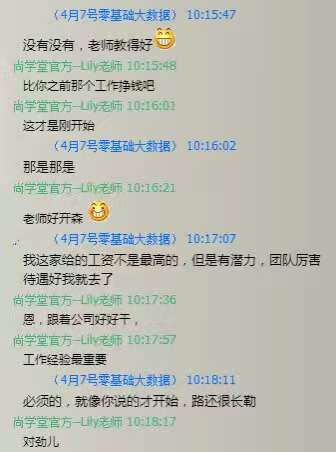 （4月7号零基础大数据） 10:15:47
没有没有，老师教得好
尚学堂官方--Lily老师 10:15:48
比你之前那个工作挣钱吧
尚学堂官方--Lily老师 10:16:01
这才是刚开始
（4月7号零基础大数据） 10:16:02
那是那是
尚学堂官方--Lily老师 10:16:21
老师好开森
（4月7号零基础大数据） 10:17:07
我这家给的工资不是最高的，但是有潜力，团队厉害
待遇好我就去了
尚学堂官方--Lily老师 10:17:36
恩，跟着公司好好干，
尚学堂官方--Lily老师 10:17:57
工作经验最重要
（4月7号零基础大数据） 10:18:11
必须的，就像你说的才开始，路还很长勒
尚学堂官方--Lily老师 10:18:17
对劲儿